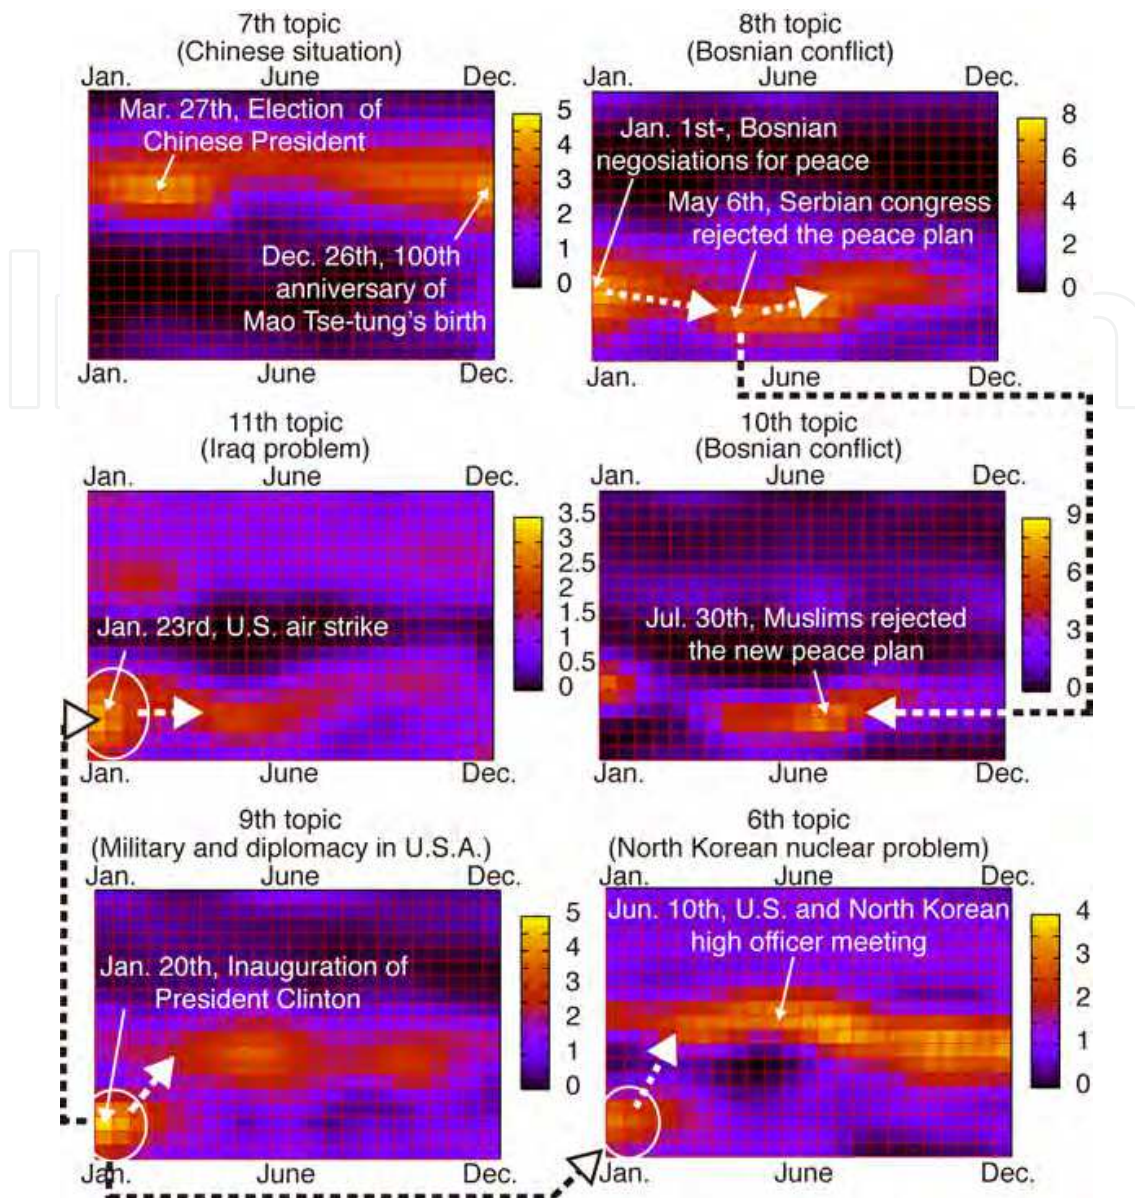 7th topic
(Chinese situation)
Jan. June Dec.
Mar. 27th, Election of
Chinese President
Dec. 26th, 100th
anniversary of
Mao Tse-tung's birth
5
4
3
2
1
0
Jan. June Dec.
8th topic
(Bosnian conflict)
Jan. June Dec.
Jan. 1st-, Bosnian
negosiations for peace
May 6th, Serbian congress
rejected the peace plan
8
6
4
2
0
Jan. June Dec.
11th topic
(Iraq problem)
Jan. June Dec.
Jan. 23rd, U.S. air strike
3.5
3
2.5
2
1.5
1
0.5
0
Jan. June Dec.
10th topic
(Bosnian conflict)
Jan. June Dec.
Jul. 30th, Muslims rejected
the new peace plan
9
6
3
0
Jan. June Dec.
9th topic
(Military and diplomacy in U.S.A.)
Jan. June Dec.
Jan. 20th, Inauguration of
President Clinton
5
4
3
2
1
0
Jan. June Dec.
6th topic
(North Korean nuclear problem)
Jan. June Dec.
Jun. 10th, U.S. and North Korean
high officer meeting
4
3
2
1
0
Jan. June Dec.